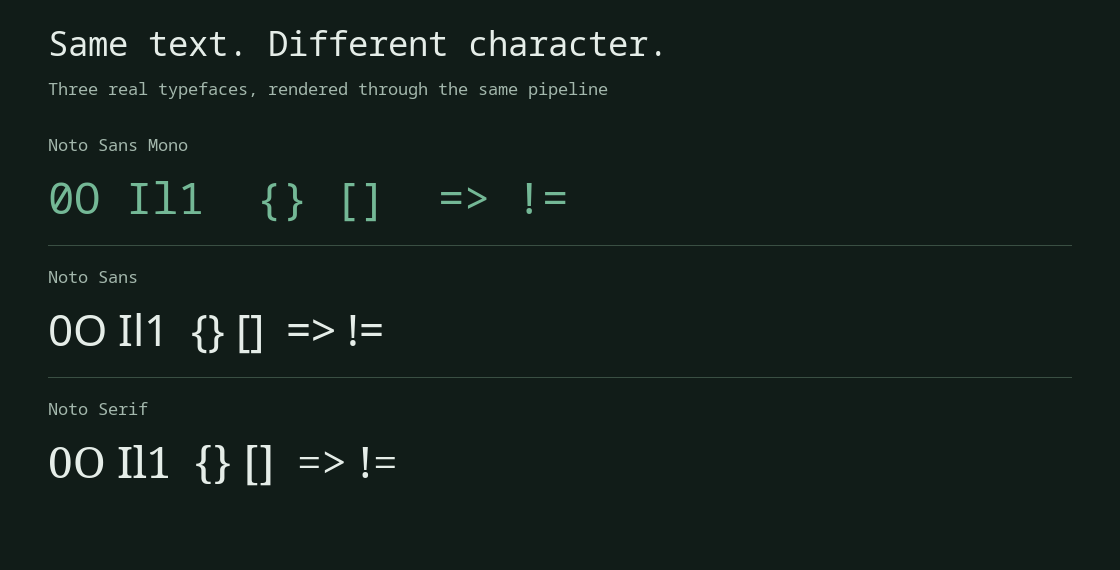 Same text. Different character.
Three real typefaces, rendered through the same pipeline
Noto Sans Mono
0O Il1  {} []  => !=
Noto Sans
0O Il1  {} []  => !=
Noto Serif
0O Il1  {} []  => !=